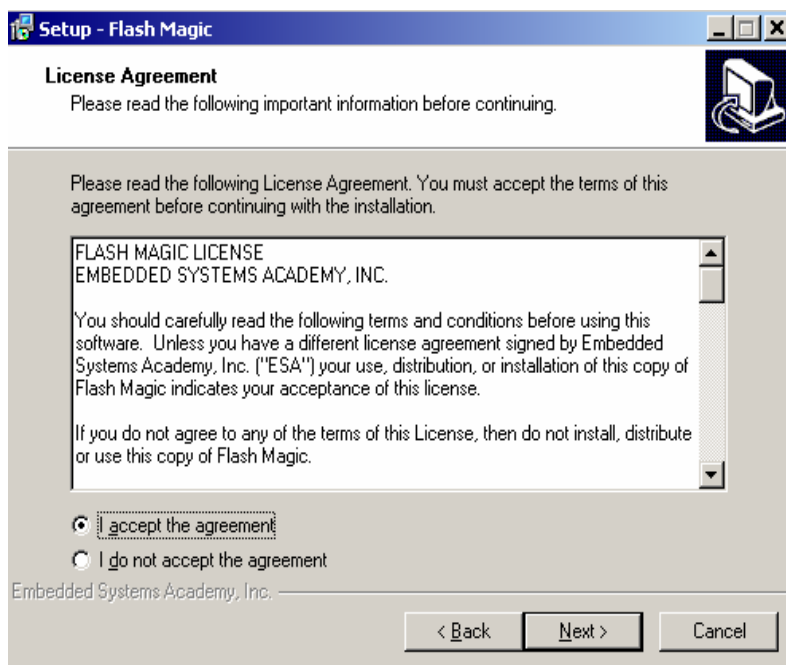 Setup - Flash Magic
License Agreement
Please read the following important information before continuing.
Please read the following License Agreement. You must accept the terms of this
agreement before continuing with the installation.
FLASH MAGIC LICENSE
EMBEDDED SYSTEMS ACADEMY, INC.
You should carefully read the following terms and conditions before using this
software. Unless you have a different license agreement signed by Embedded
Systems Academy, Inc. ("ESA") your use, distribution, or installation of this copy of
Flash Magic indicates your acceptance of this license.
If you do not agree to any of the terms of this License, then do not install, distribute
or use this copy of Flash Magic.
I accept the agreement
I do not accept the agreement
Embedded Systems Academy, Inc.
< Back
Next >
Cancel